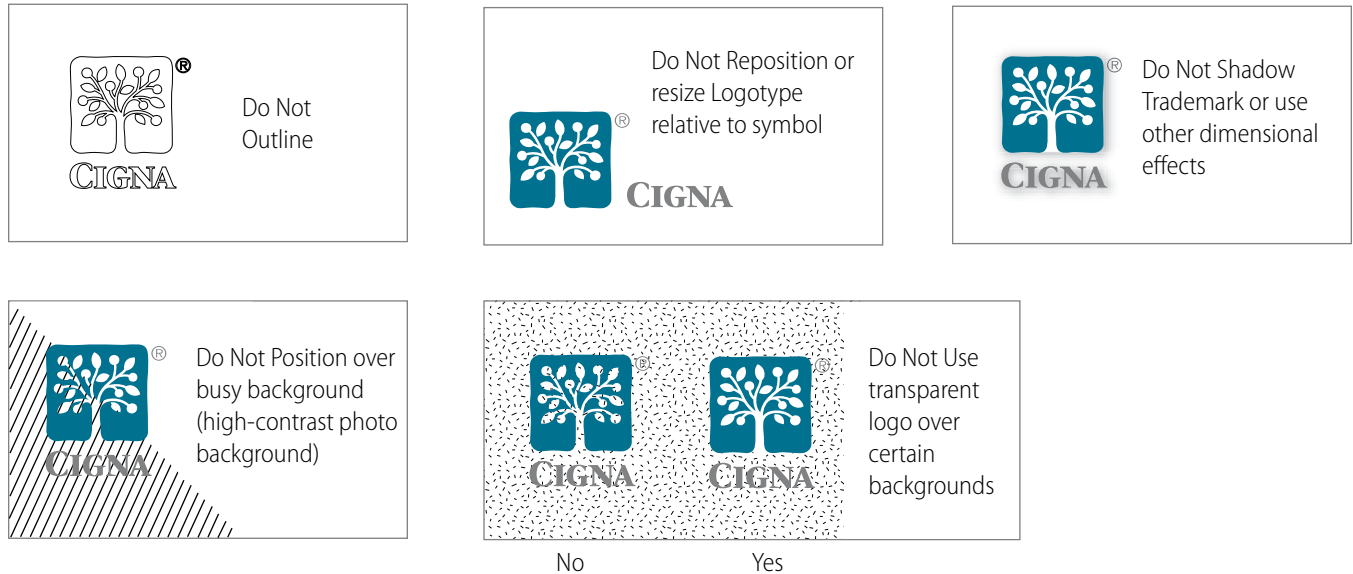 ®
Do Not
Outline
CIGNA
Do Not Reposition or
resize Logotype
relative to symbol
®
CIGNA
®
Do Not Shadow
Trademark or use
other dimensional
effects
CIGNA
®
Do Not Position over
busy background
(high-contrast photo
background)
CIGNA
®
®
Do Not Use
transparent
logo over
certain
backgrounds
CIGNA
CIGNA
No
Yes